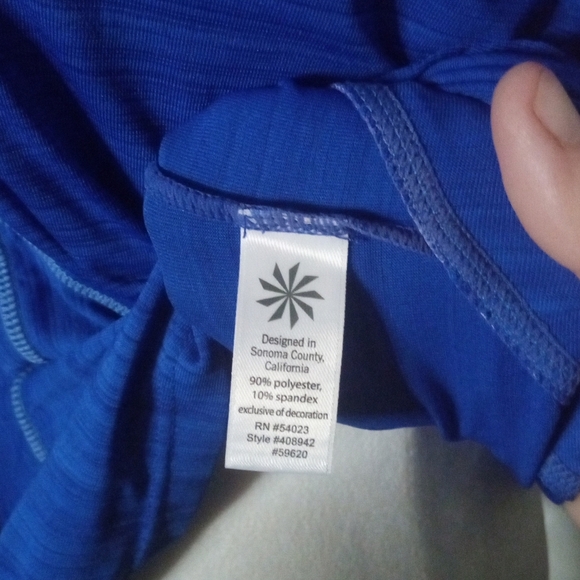 Designed in
Sonoma County,
California
90% polyester,
10% spandex
exclusive of decoration
RN #54023
Style #408942
#59620